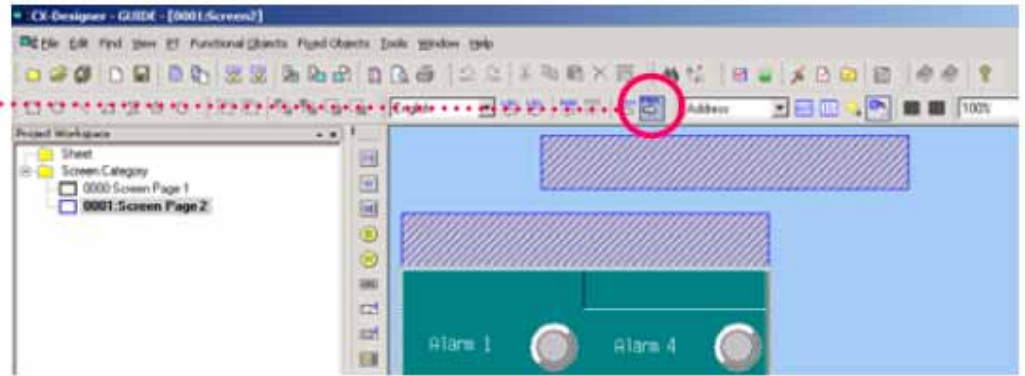 CX-Designer - GUIDE - [0001:Screen2]
File Edit Find View PT Functional Objects Fixed Objects Tools Window Help
English Address 100%
Project Workspace
Sheet
Screen Category
0000:Screen Page 1
0001:Screen Page 2
Alarm 1 Alarm 4